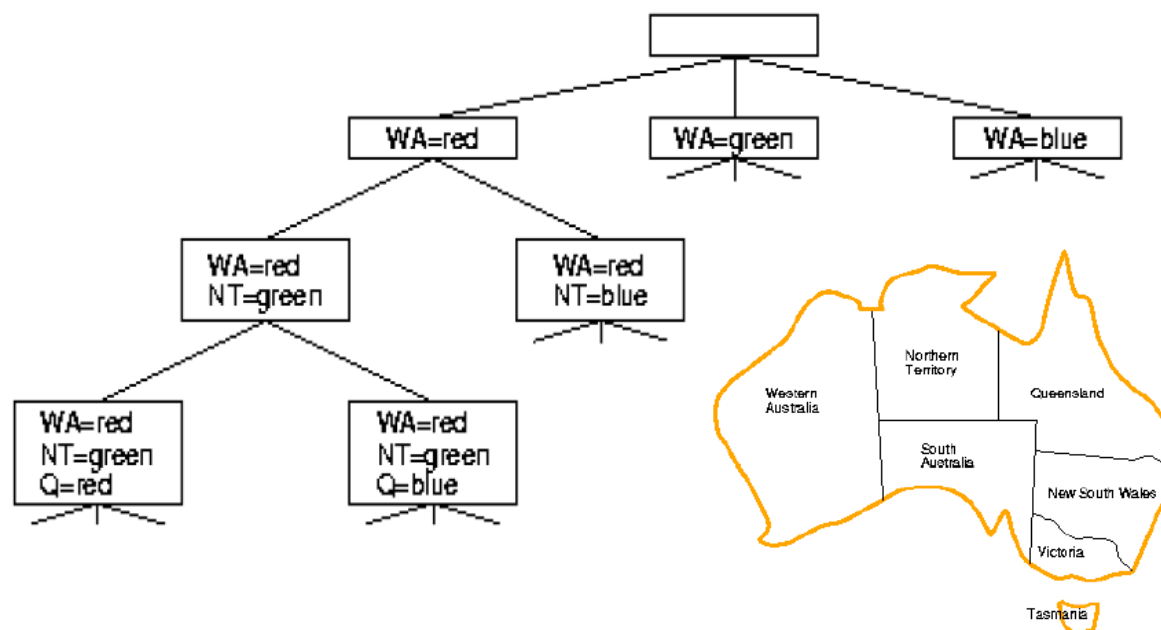 WA=red
WA=green
WA=blue
WA=red
NT=green
WA=red
NT=blue
WA=red
NT=green
Q=red
WA=red
NT=green
Q=blue
Northern
Territory
Western
Australia
Queensland
South
Australia
New South Wales
Victoria
Tasmania